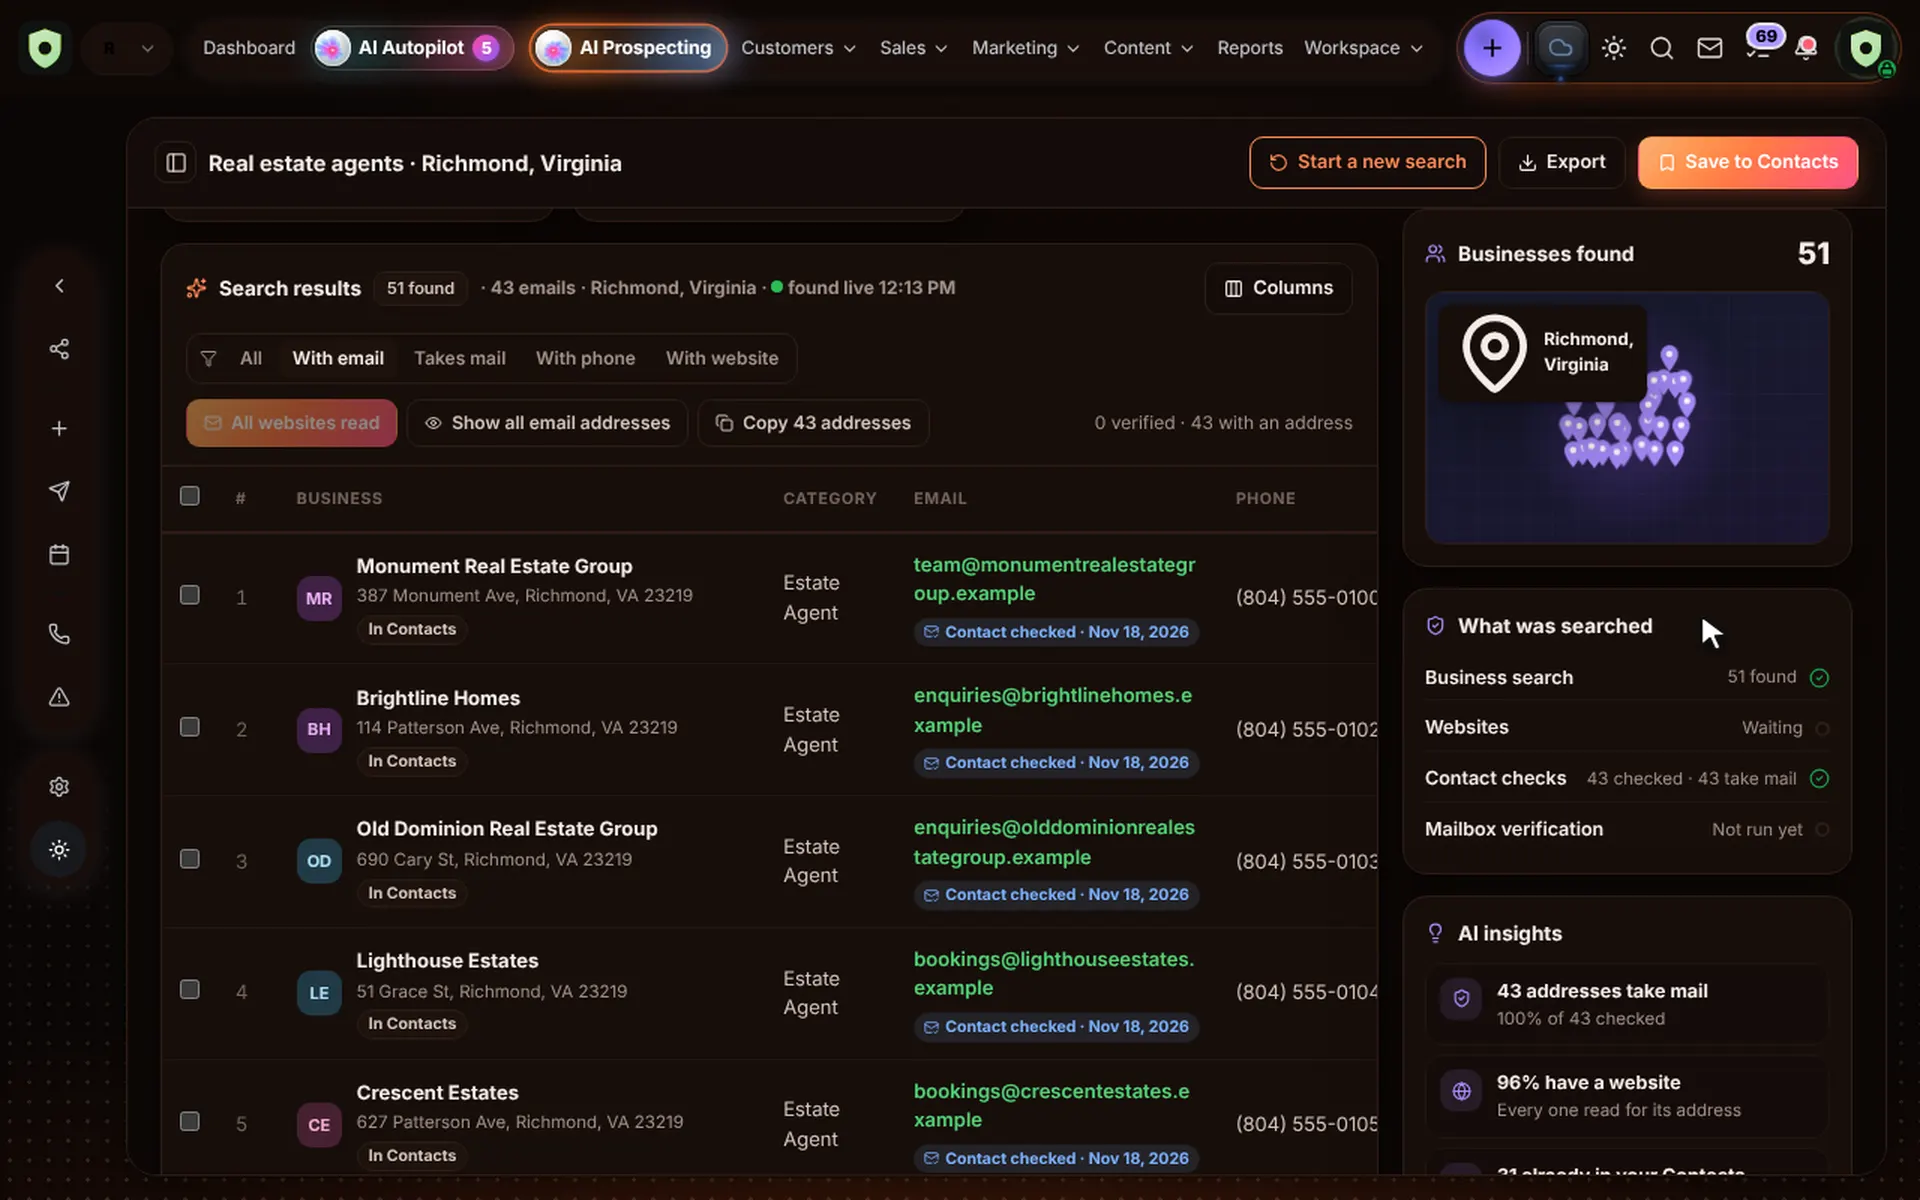 R
Dashboard
AI Autopilot 5
AI Prospecting
Customers
Sales
Marketing
Content
Reports
Workspace
69
Real estate agents · Richmond, Virginia
Start a new search
Export
Save to Contacts
Search results 51 found · 43 emails · Richmond, Virginia · found live 12:13 PM
Columns
All With email Takes mail With phone With website
All websites read
Show all email addresses
Copy 43 addresses
0 verified · 43 with an address
# BUSINESS CATEGORY EMAIL PHONE
1
MR
Monument Real Estate Group
387 Monument Ave, Richmond, VA 23219
In Contacts
Estate
Agent
team@monumentrealestategr
oup.example
Contact checked · Nov 18, 2026
(804) 555-0100
2
BH
Brightline Homes
114 Patterson Ave, Richmond, VA 23219
In Contacts
Estate
Agent
enquiries@brightlinehomes.e
xample
Contact checked · Nov 18, 2026
(804) 555-0102
3
OD
Old Dominion Real Estate Group
690 Cary St, Richmond, VA 23219
In Contacts
Estate
Agent
enquiries@olddominionreales
tategroup.example
Contact checked · Nov 18, 2026
(804) 555-0103
4
LE
Lighthouse Estates
51 Grace St, Richmond, VA 23219
In Contacts
Estate
Agent
bookings@lighthouseestates.
example
Contact checked · Nov 18, 2026
(804) 555-0104
5
CE
Crescent Estates
627 Patterson Ave, Richmond, VA 23219
In Contacts
Estate
Agent
bookings@crescentestates.e
xample
Contact checked · Nov 18, 2026
(804) 555-0105
Businesses found 51
Richmond,
Virginia
What was searched
Business search 51 found
Websites Waiting
Contact checks 43 checked · 43 take mail
Mailbox verification Not run yet
AI insights
43 addresses take mail
100% of 43 checked
96% have a website
Every one read for its address
31 already in your Contacts